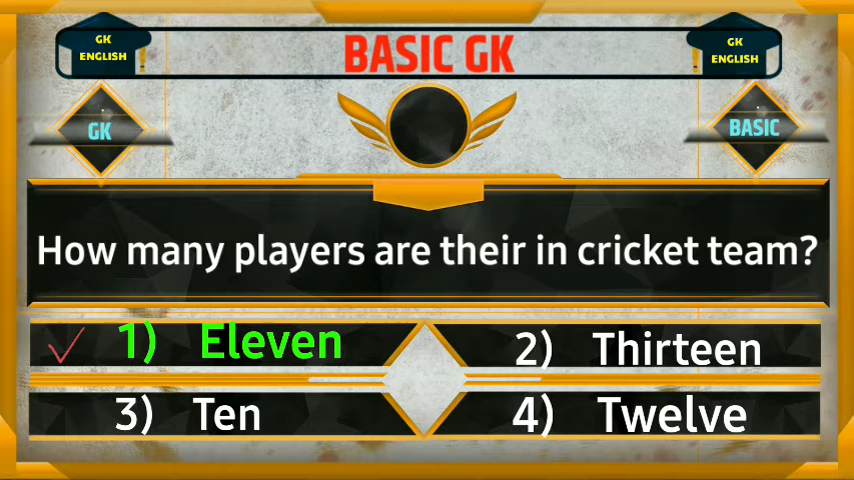 GK
ENGLISH
BASIC GK
GK
ENGLISH
GK
BASIC
How many players are their in cricket team?
1) Eleven
2) Thirteen
3) Ten
4) Twelve